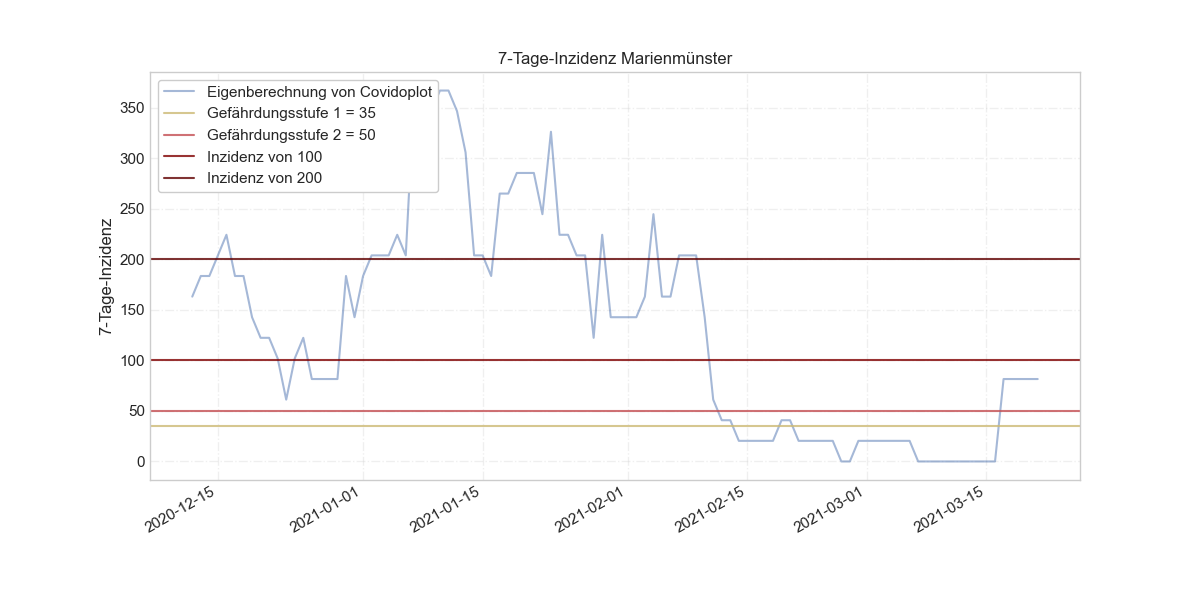 7-Tage-Inzidenz Marienmünster
Eigenberechnung von Covidoplot
Gefährdungsstufe 1 = 35
Gefährdungsstufe 2 = 50
Inzidenz von 100
Inzidenz von 200
7-Tage-Inzidenz
350
300
250
200
150
100
50
0
2020-12-15
2021-01-01
2021-01-15
2021-02-01
2021-02-15
2021-03-01
2021-03-15